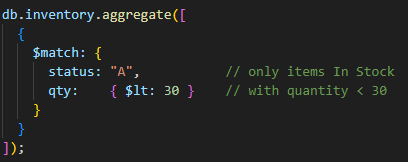 db.inventory.aggregate([
  {
    $match: {
      status: "A",          // only items In Stock
      qty:    { $lt: 30 }   // with quantity < 30
    }
  }
]);